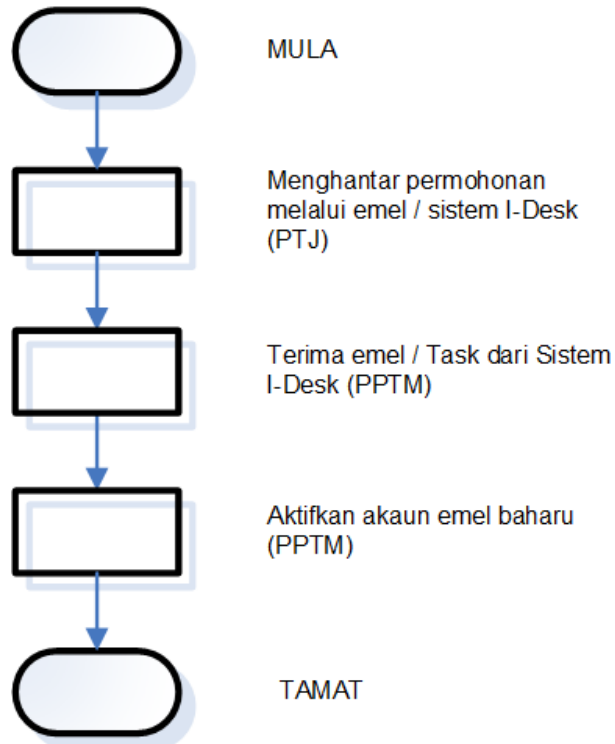 MULA
Menghantar permohonan
melalui emel / sistem I-Desk
(PTJ)
Terima emel / Task dari Sistem
I-Desk (PPTM)
Aktifkan akaun emel baharu
(PPTM)
TAMAT